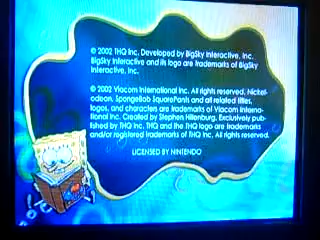 © 2002 THQ Inc. Developed by BigSky Interactive, Inc.
BigSky Interactive and its logo are trademarks of BigSky
Interactive, Inc.
© 2002 Viacom International Inc. All rights reserved. Nickel-
odeon, SpongeBob SquarePants and all related titles,
logos, and characters are trademarks of Viacom Interna-
tional Inc. Created by Stephen Hillenburg. Exclusively pub-
lished by THQ Inc. THQ and the THQ logo are trademarks
and/or registered trademarks of THQ Inc. All rights reserved.
LICENSED BY NINTENDO